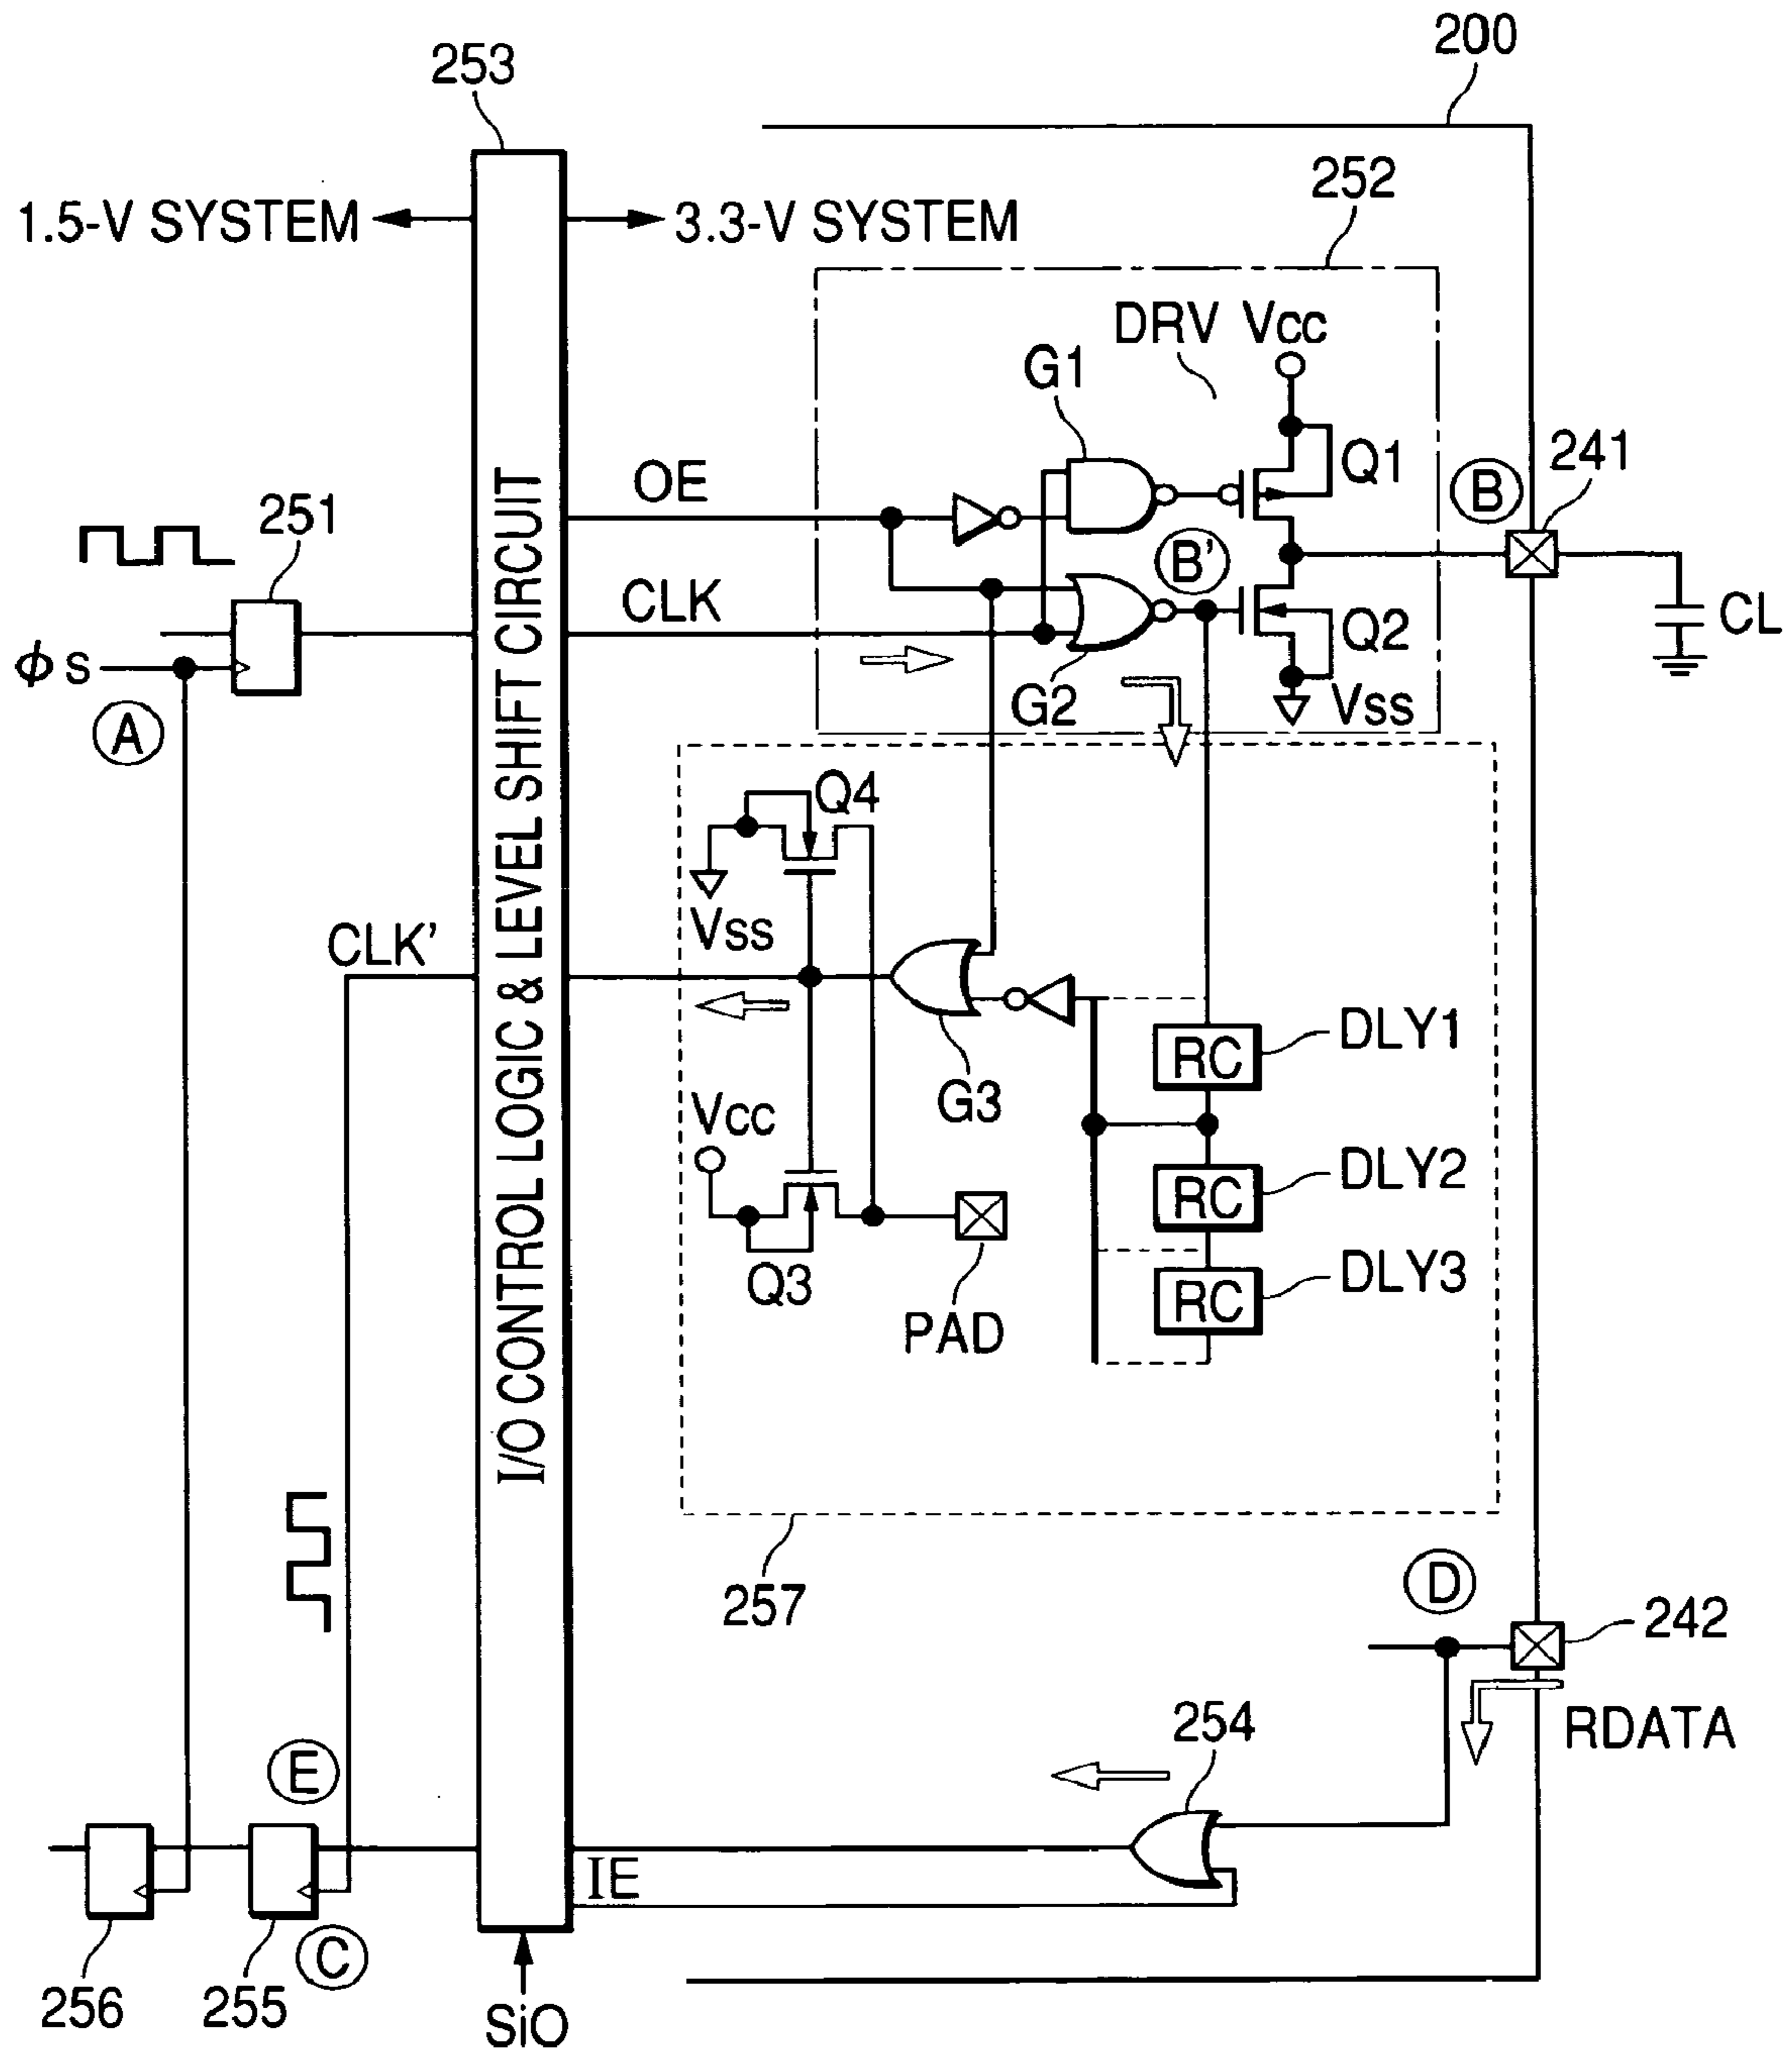 200
253
252
1.5-V SYSTEM
3.3-V SYSTEM
DRV
Vcc
G1
Q1
OE
B
241
251
B'
CLK
Q2
CL
ΦS
G2
Vss
A
I/O CONTROL LOGIC & LEVEL SHIFT CIRCUIT
Q4
Vss
CLK'
RC
DLY1
G3
Vcc
RC
DLY2
Q3
RC
DLY3
PAD
257
D
242
254
RDATA
E
IE
C
256
255
SiO